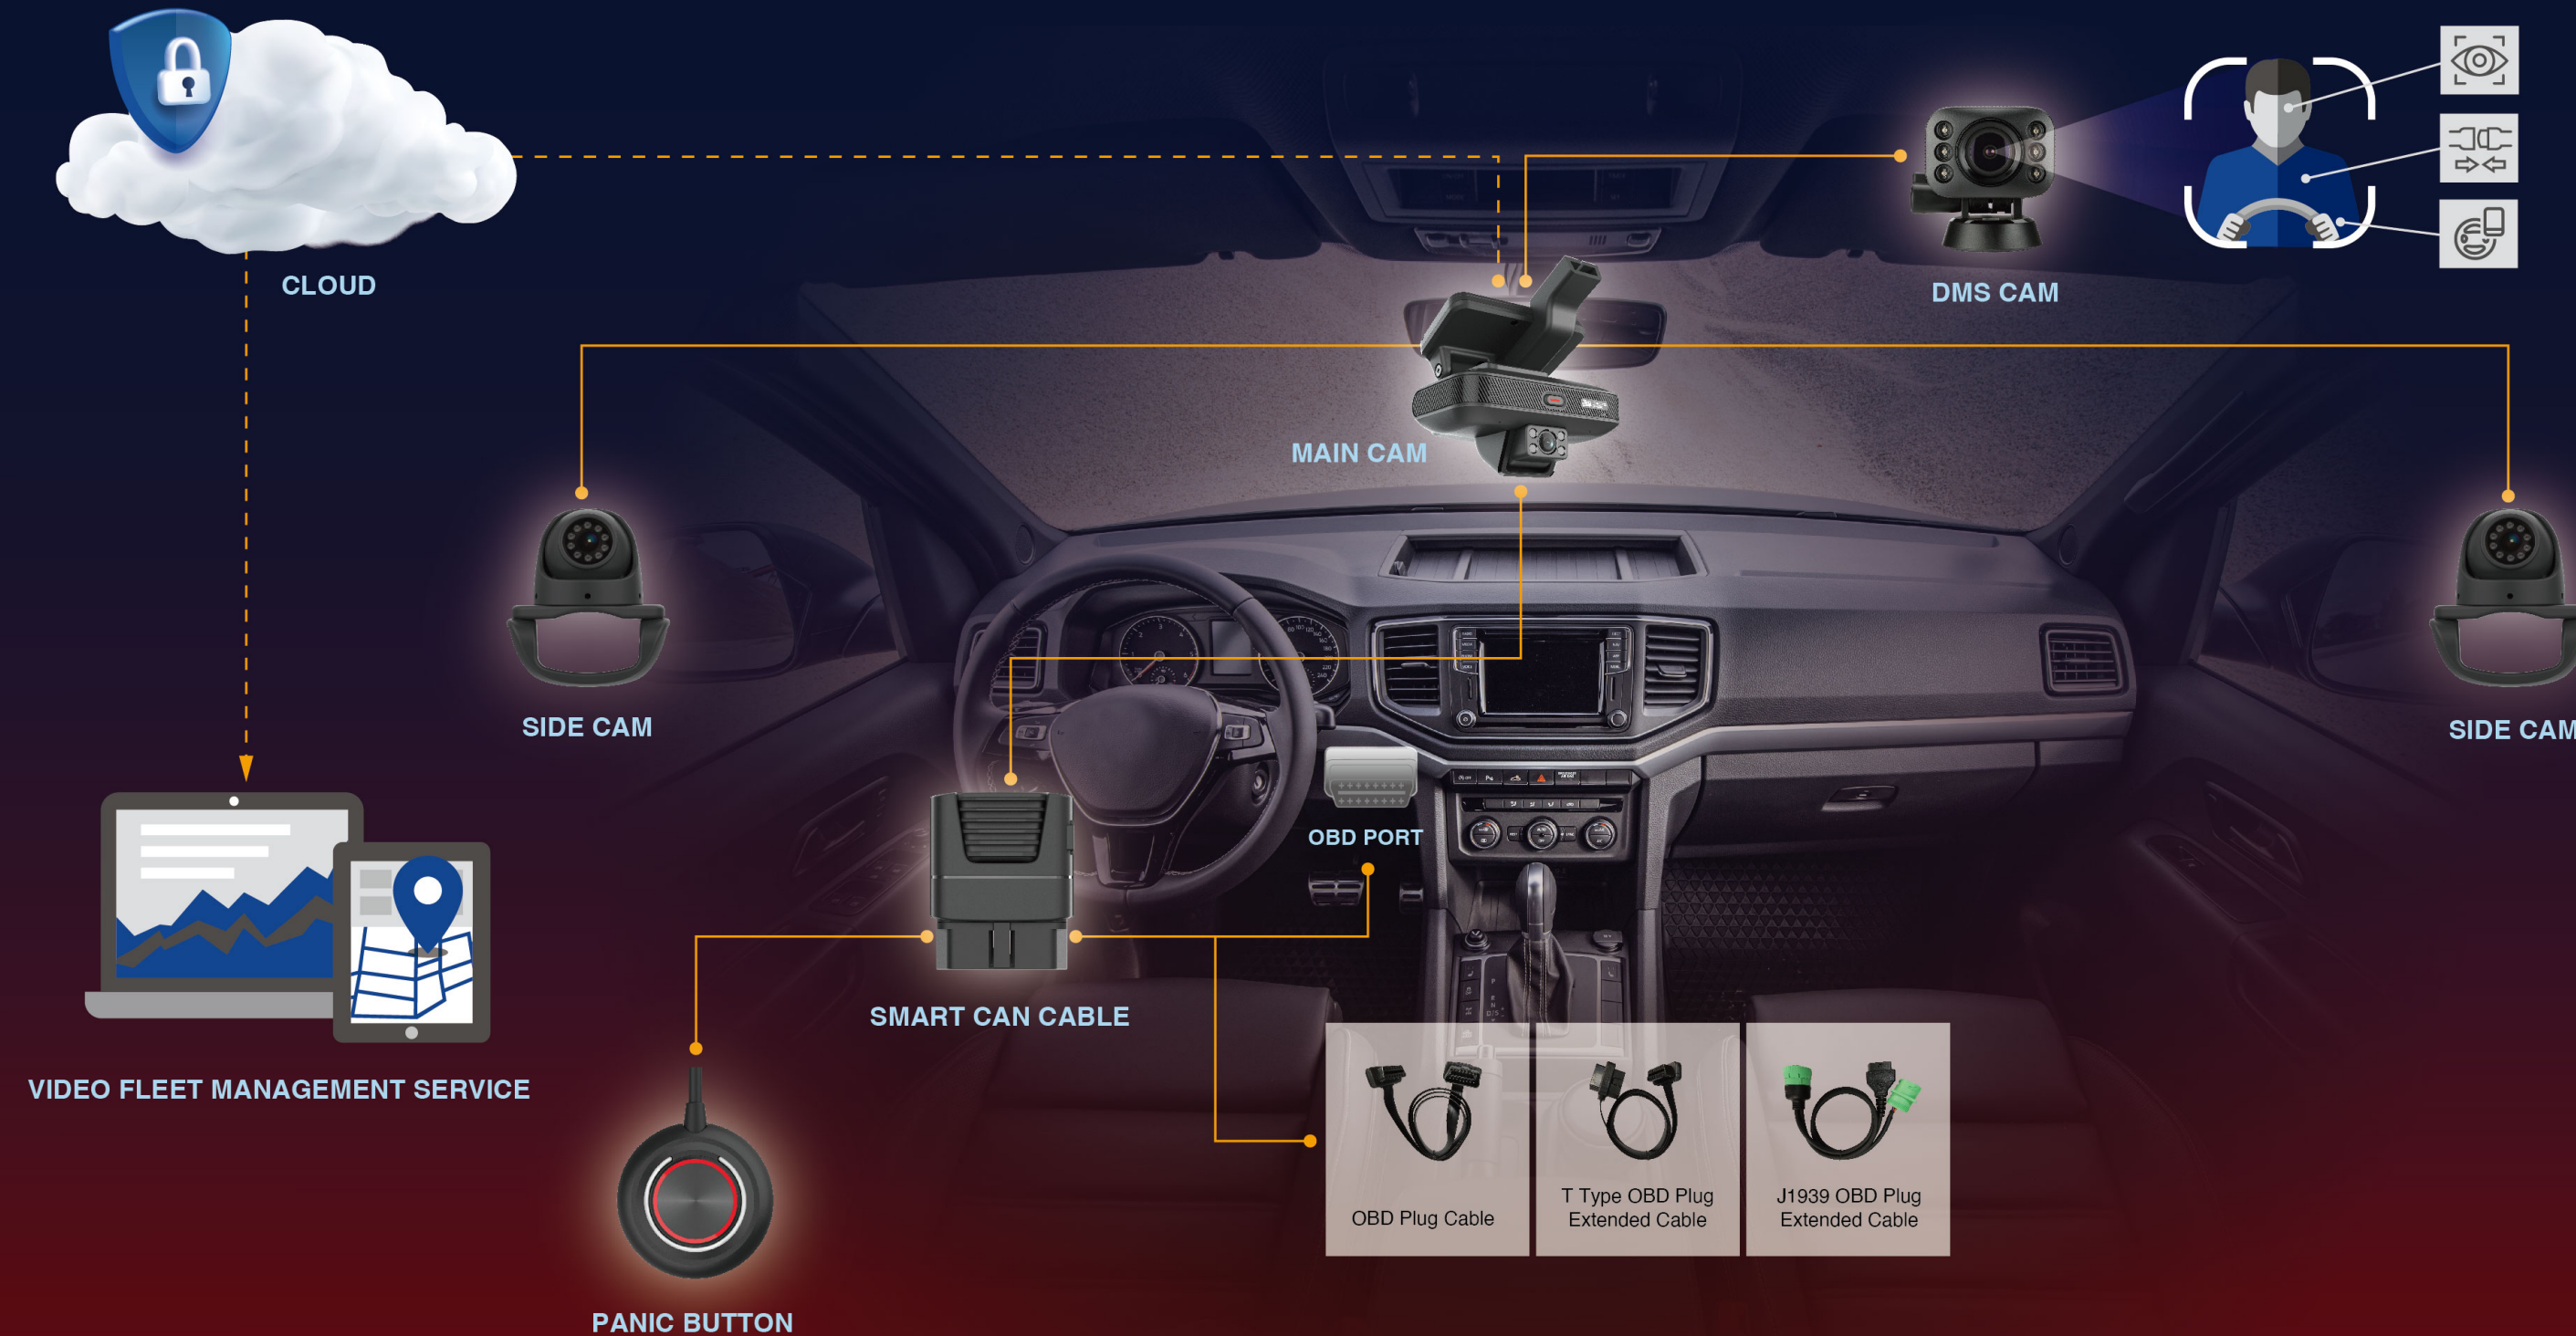 CLOUD
DMS CAM
MAIN CAM
SIDE CAM
SIDE CAM
OBD PORT
SMART CAN CABLE
VIDEO FLEET MANAGEMENT SERVICE
OBD Plug Cable
T Type OBD Plug
Extended Cable
J1939 OBD Plug
Extended Cable
PANIC BUTTON